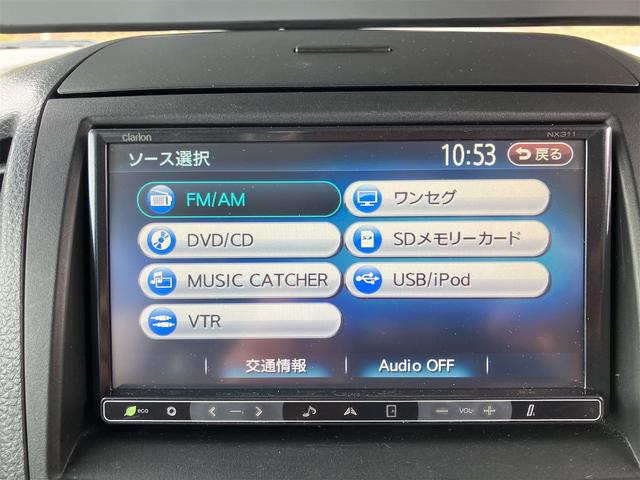 Clarion
NX311
ソース選択
10:53
戻る
FM/AM
ワンセグ
DVD/CD
SDメモリーカード
MUSIC CATCHER
USB/iPod
VTR
交通情報
Audio OFF
eco
VOL